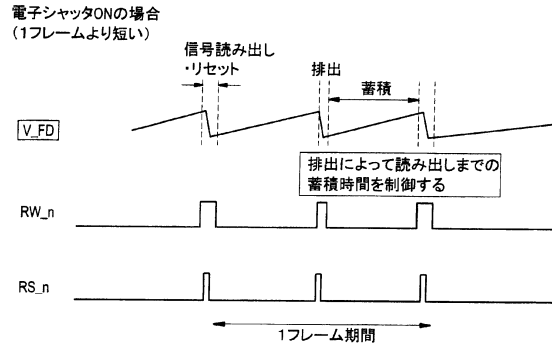 電子シャッタONの場合
(1フレームより短い)
信号読み出し
・リセット
排出
蓄積
V_FD
排出によって読み出しまでの
蓄積時間を制御する
RW_n
RS_n
1フレーム期間